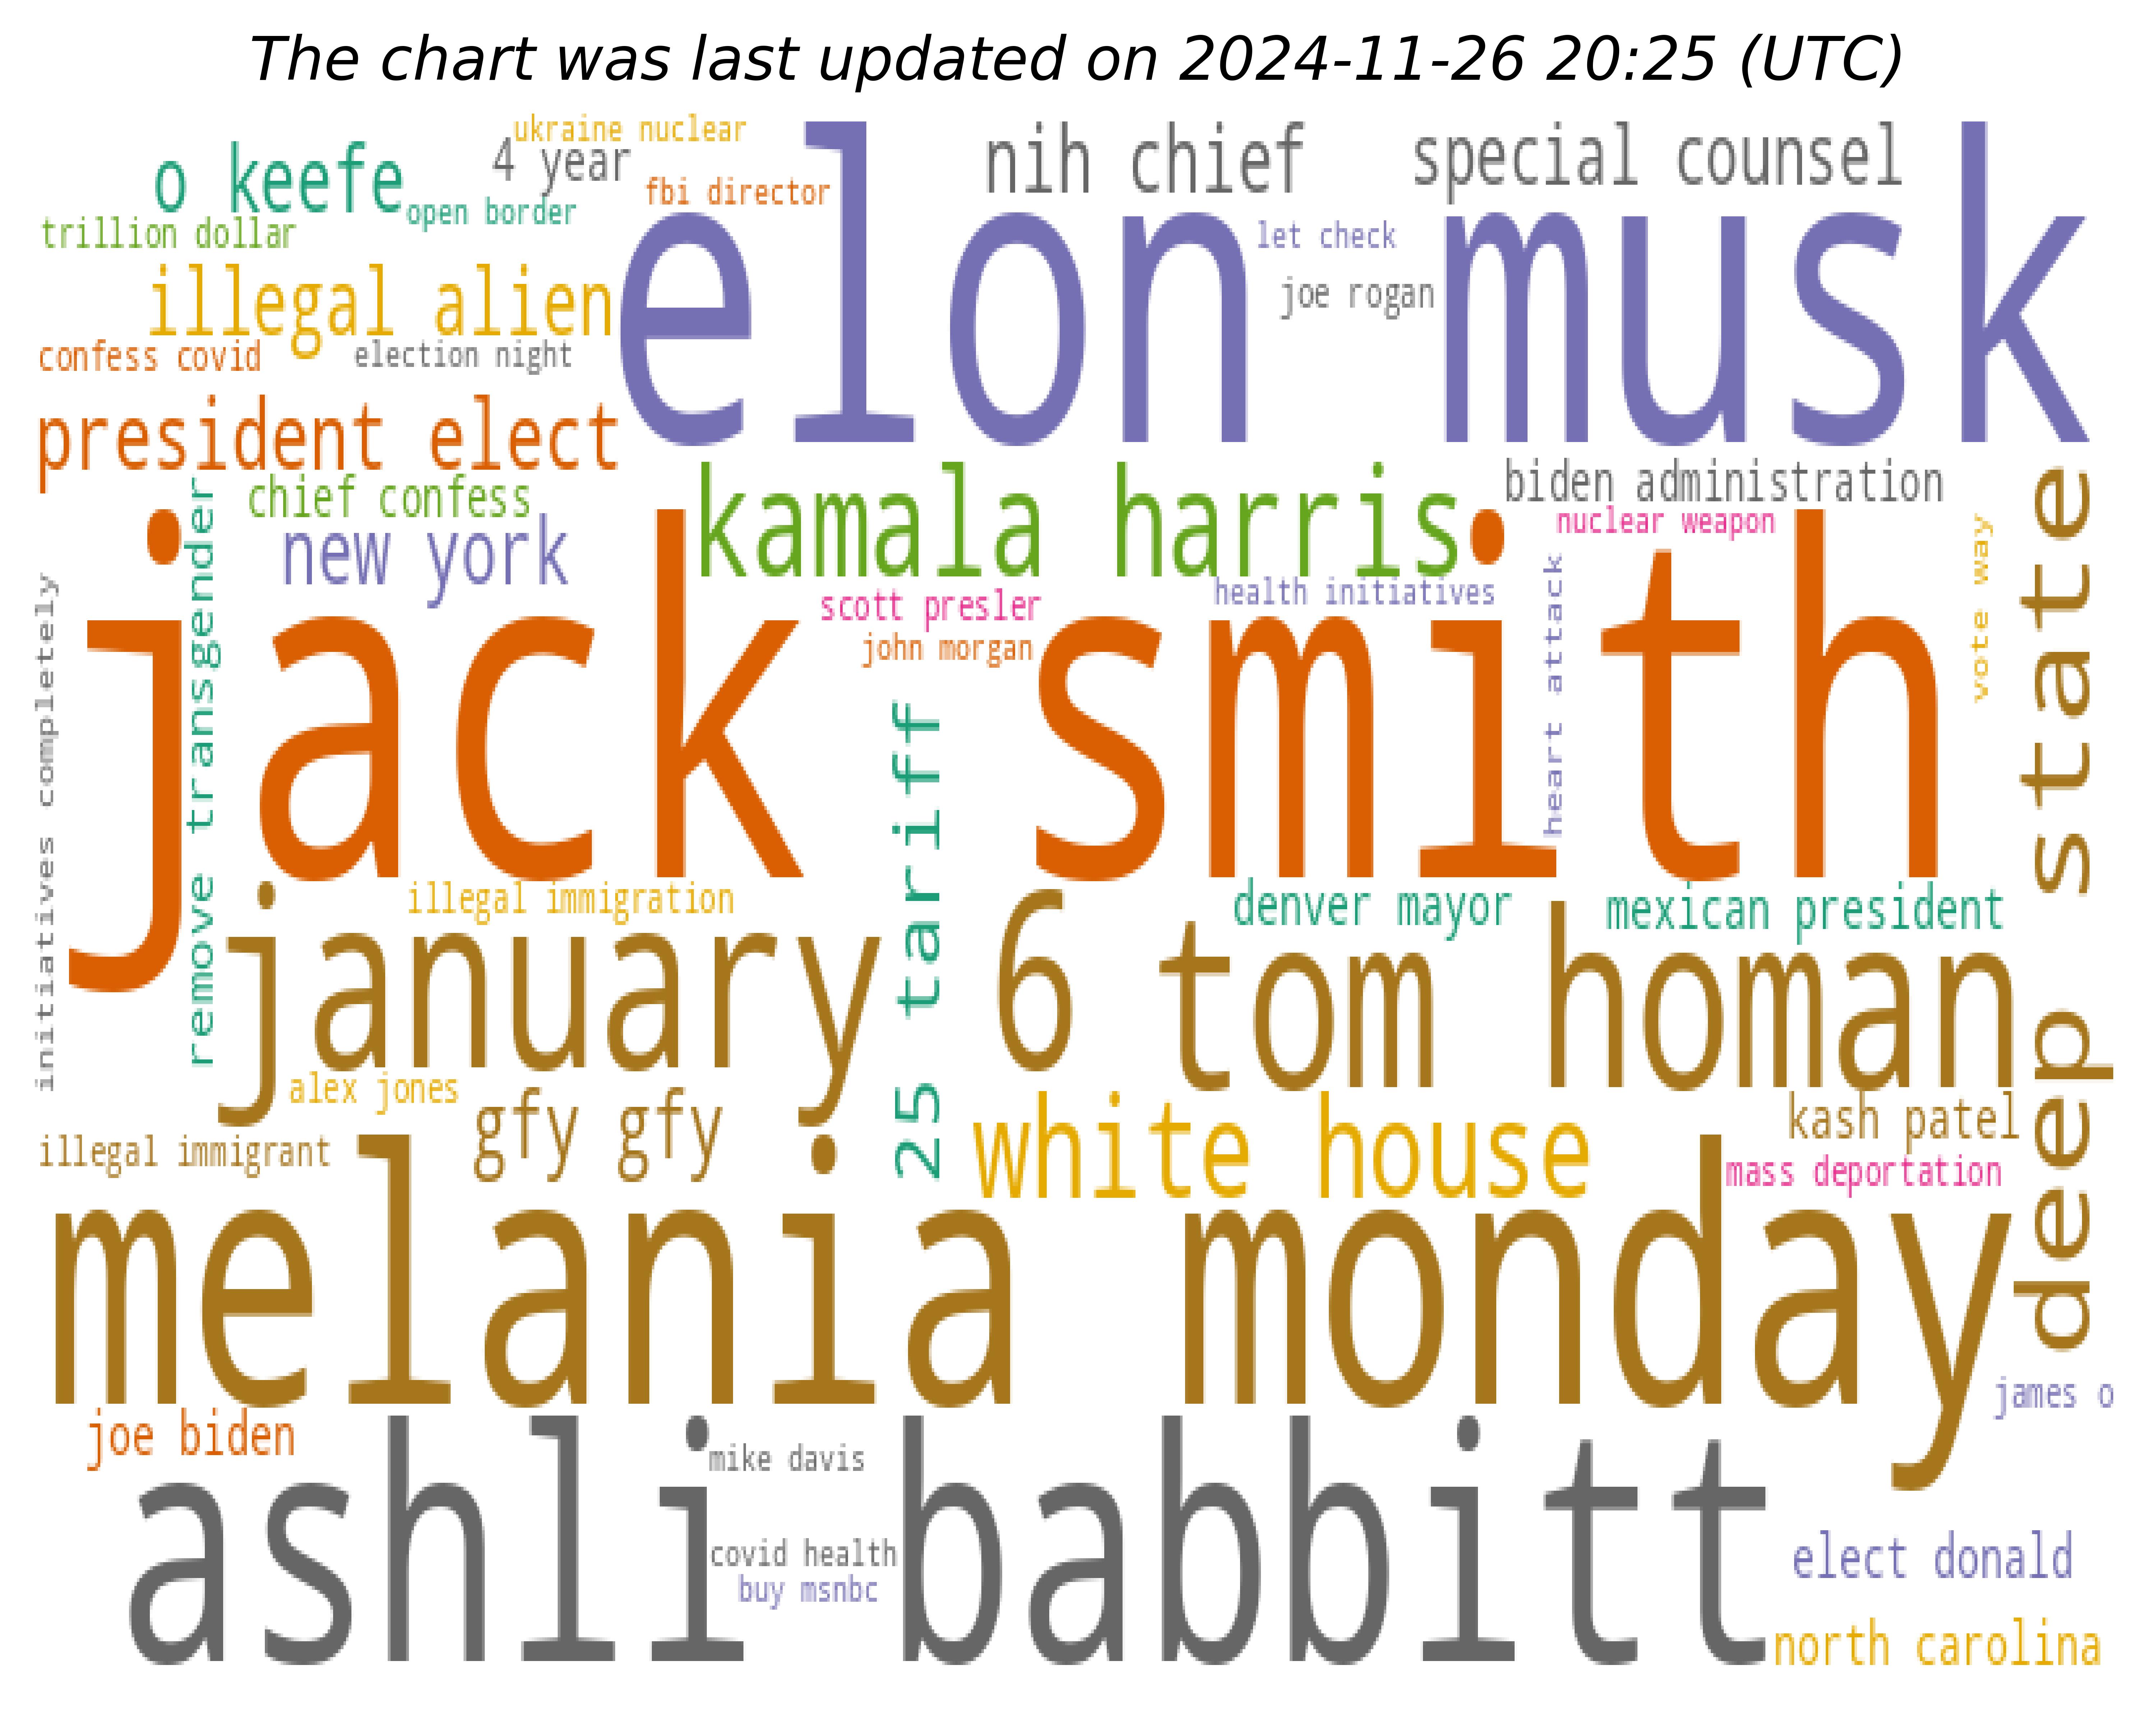 The chart was last updated on 2024-11-26 20:25 (UTC)
ukraine nuclear
o keefe
4 year
nih chief
special counsel
fbi director
open border
trillion dollar
elon musk
let check
joe rogan
illegal alien
confess covid
election night
president elect
chief confess
kamala harris
biden administration
new york
nuclear weapon
scott presler
health initiatives
john morgan
vote way
heart attack
deep state
initiatives completely
remove transgender
jack smith
25 tariff
illegal immigration
denver mayor
mexican president
january 6
tom homan
alex jones
gfy gfy
white house
kash patel
illegal immigrant
mass deportation
melania monday
james o
joe biden
mike davis
ashli babbitt
covid health
buy msnbc
elect donald
north carolina